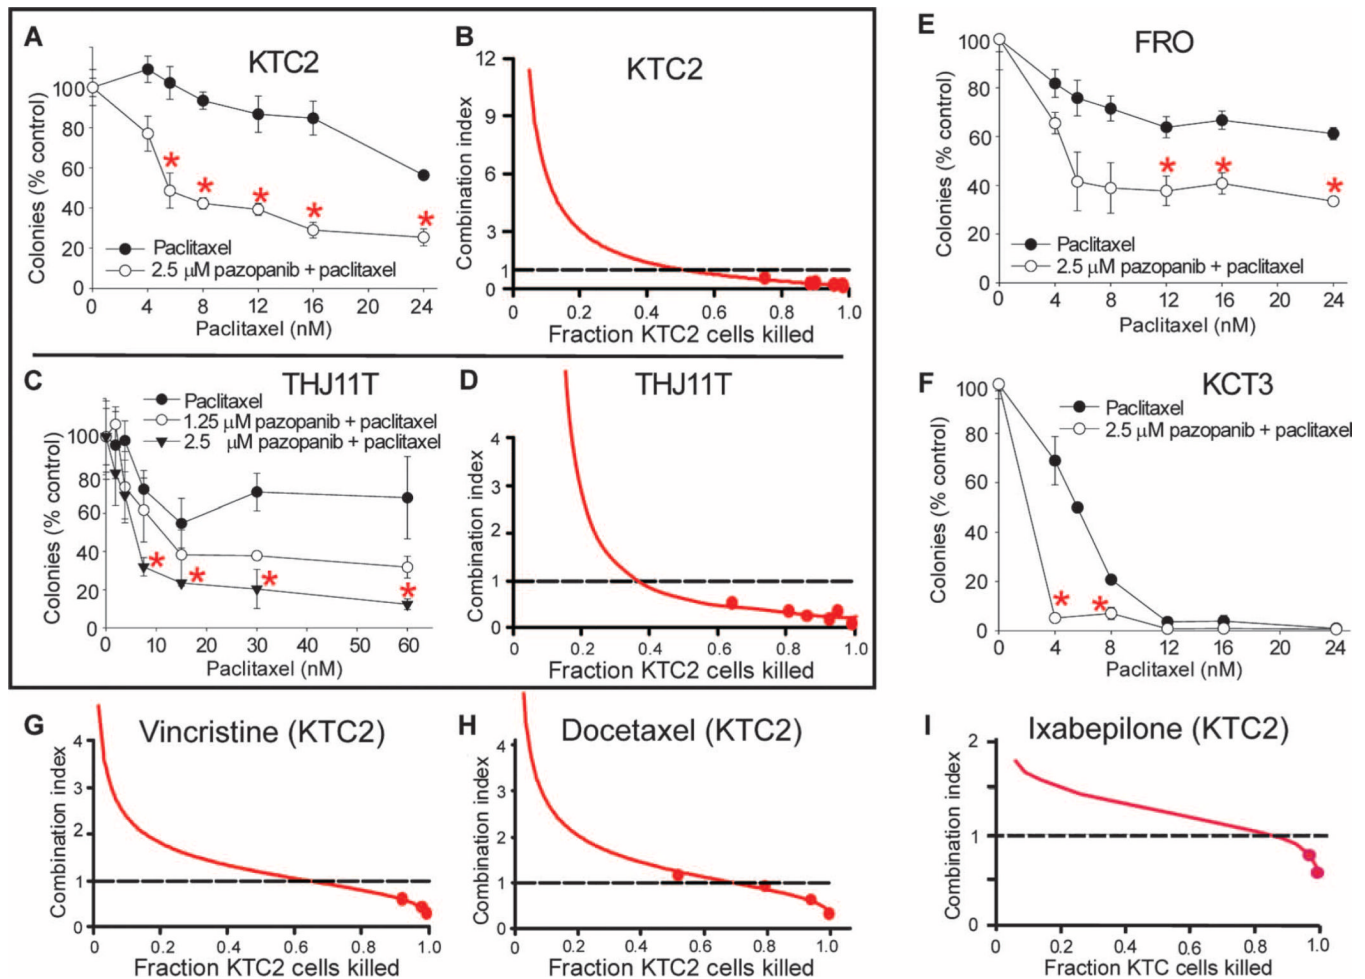 A
KTC2
Colonies (% control)
100
80
60
40
20
0
* * * * *
Paclitaxel
2.5 μM pazopanib + paclitaxel
0 4 8 12 16 20 24
Paclitaxel (nM)
B
KTC2
Combination index
12
9
6
3
1
0
0 0.2 0.4 0.6 0.8 1.0
Fraction KTC2 cells killed
E
FRO
Colonies (% control)
100
80
60
40
20
0
* * *
Paclitaxel
2.5 μM pazopanib + paclitaxel
0 4 8 12 16 20 24
Paclitaxel (nM)
C
THJ11T
Paclitaxel
1.25 μM pazopanib + paclitaxel
2.5 μM pazopanib + paclitaxel
Colonies (% control)
100
80
60
40
20
0
* * * *
0 10 20 30 40 50 60
Paclitaxel (nM)
D
THJ11T
Combination index
4
3
2
1
0
0 0.2 0.4 0.6 0.8 1.0
Fraction KTC2 cells killed
F
KCT3
Paclitaxel
2.5 μM pazopanib + paclitaxel
Colonies (% control)
100
80
60
40
20
0
* *
0 4 8 12 16 20 24
Paclitaxel (nM)
G
Vincristine (KTC2)
Combination index
4
3
2
1
0
0 0.2 0.4 0.6 0.8 1.0
Fraction KTC2 cells killed
H
Docetaxel (KTC2)
Combination index
4
3
2
1
0
0 0.2 0.4 0.6 0.8 1.0
Fraction KTC2 cells killed
I
Ixabepilone (KTC2)
Combination index
2
1
0
0 0.2 0.4 0.6 0.8 1.0
Fraction KTC cells killed